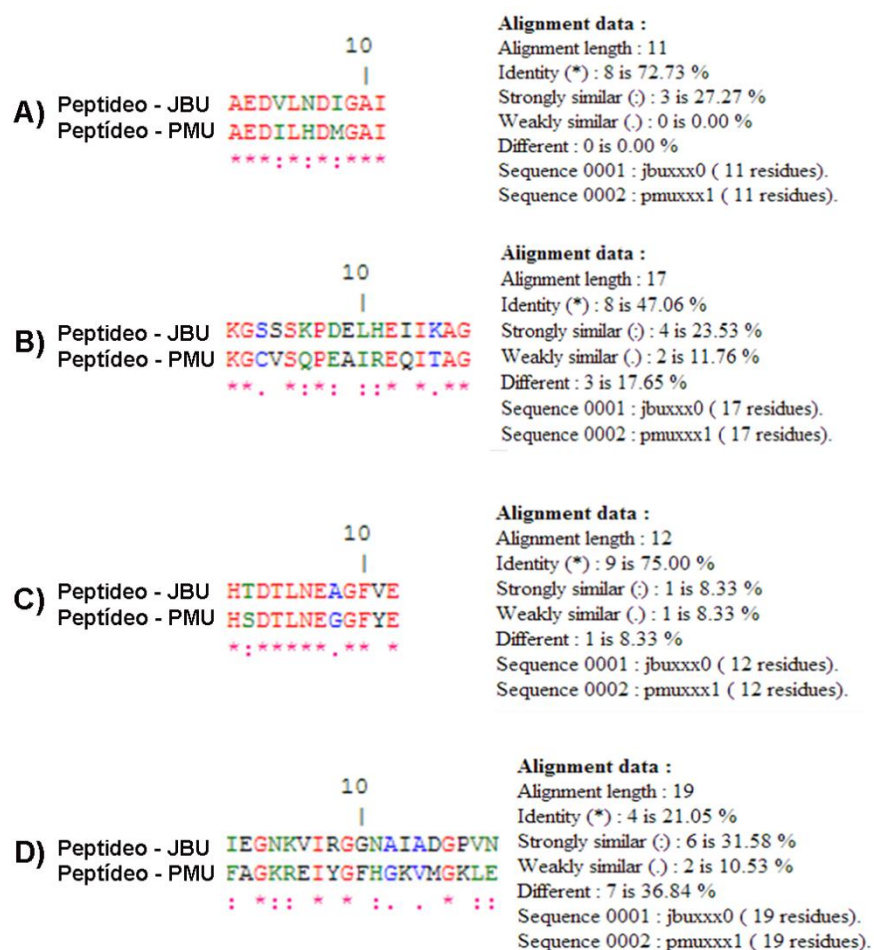 Alignment data :
10
Alignment length : 11
|
Identity (*) : 8 is 72.73 %
A) Peptideo - JBU AEDVLNDIGAI
Strongly similar (:) : 3 is 27.27 %
Peptídeo - PMU AEDILHDMGAI
Weakly similar (.) : 0 is 0.00 %
***:*:*:***
Different : 0 is 0.00 %
Sequence 0001 : jbuxxx0 ( 11 residues).
Sequence 0002 : pmuxxx1 ( 11 residues).
Alignment data :
10
Alignment length : 17
|
Identity (*) : 8 is 47.06 %
B) Peptideo - JBU KGSSSKPDELHEIIKAG
Strongly similar (:) : 4 is 23.53 %
Peptídeo - PMU KGCVSQPEAIREQITAG
Weakly similar (.) : 2 is 11.76 %
**. *:*: ::* *.**
Different : 3 is 17.65 %
Sequence 0001 : jbuxxx0 ( 17 residues).
Sequence 0002 : pmuxxx1 ( 17 residues).
Alignment data :
10
Alignment length : 12
|
Identity (*) : 9 is 75.00 %
C) Peptideo - JBU HTDTLNEAGFVE
Strongly similar (:) : 1 is 8.33 %
Peptídeo - PMU HSDTLNEGGFYE
Weakly similar (.) : 1 is 8.33 %
*:*****.** *
Different : 1 is 8.33 %
Sequence 0001 : jbuxxx0 ( 12 residues).
Sequence 0002 : pmuxxx1 ( 12 residues).
Alignment data :
10
Alignment length : 19
|
Identity (*) : 4 is 21.05 %
D) Peptideo - JBU IEGNKVIRGGNAIADGPVN
Strongly similar (:) : 6 is 31.58 %
Peptídeo - PMU FAGKREIYGFHGKVMGKLE
Weakly similar (.) : 2 is 10.53 %
: *:: * * :. . * ::
Different : 7 is 36.84 %
Sequence 0001 : jbuxxx0 ( 19 residues).
Sequence 0002 : pmuxxx1 ( 19 residues).